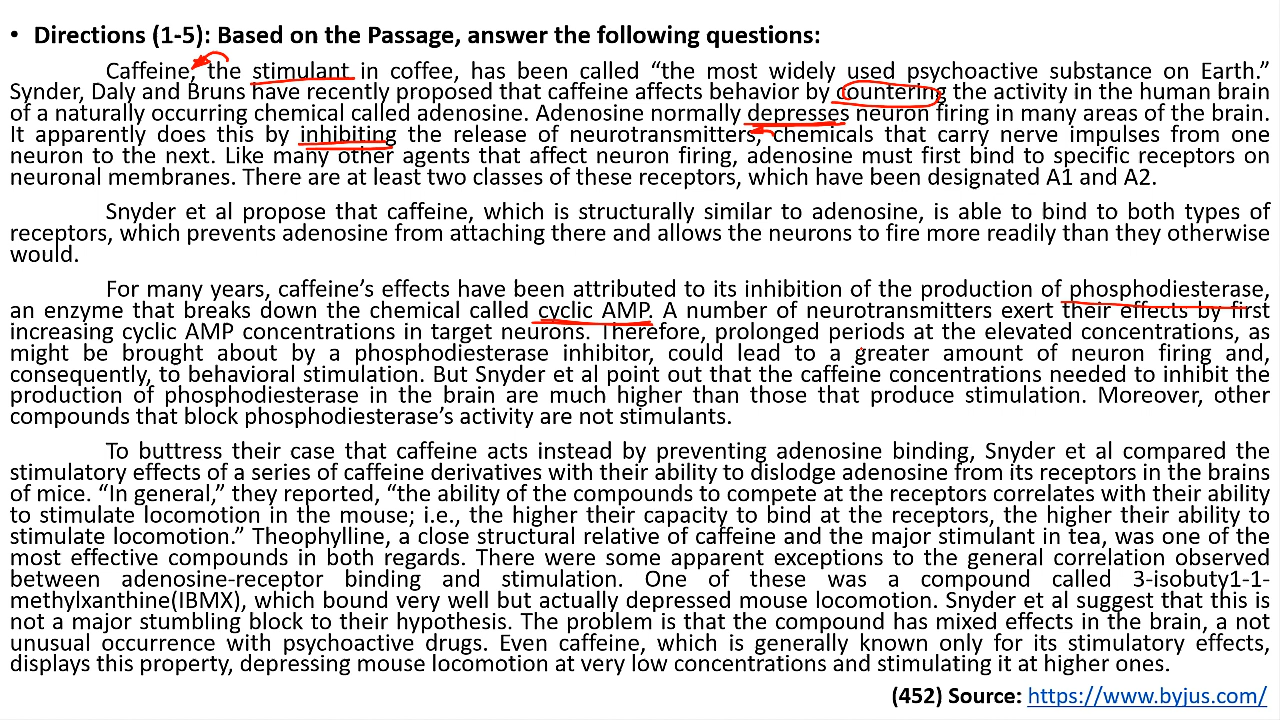 • Directions (1-5): Based on the Passage, answer the following questions:
Caffeine, the stimulant in coffee, has been called “the most widely used psychoactive substance on Earth.”
Synder, Daly and Bruns have recently proposed that caffeine affects behavior by countering the activity in the human brain
of a naturally occurring chemical called adenosine. Adenosine normally depresses neuron firing in many areas of the brain.
It apparently does this by inhibiting the release of neurotransmitters, chemicals that carry nerve impulses from one
neuron to the next. Like many other agents that affect neuron firing, adenosine must first bind to specific receptors on
neuronal membranes. There are at least two classes of these receptors, which have been designated A1 and A2.
Snyder et al propose that caffeine, which is structurally similar to adenosine, is able to bind to both types of
receptors, which prevents adenosine from attaching there and allows the neurons to fire more readily than they otherwise
would.
For many years, caffeine’s effects have been attributed to its inhibition of the production of phosphodiesterase,
an enzyme that breaks down the chemical called cyclic AMP. A number of neurotransmitters exert their effects by first
increasing cyclic AMP concentrations in target neurons. Therefore, prolonged periods at the elevated concentrations, as
might be brought about by a phosphodiesterase inhibitor, could lead to a greater amount of neuron firing and,
consequently, to behavioral stimulation. But Snyder et al point out that the caffeine concentrations needed to inhibit the
production of phosphodiesterase in the brain are much higher than those that produce stimulation. Moreover, other
compounds that block phosphodiesterase’s activity are not stimulants.
To buttress their case that caffeine acts instead by preventing adenosine binding, Snyder et al compared the
stimulatory effects of a series of caffeine derivatives with their ability to dislodge adenosine from its receptors in the brains
of mice. “In general,” they reported, “the ability of the compounds to compete at the receptors correlates with their ability
to stimulate locomotion in the mouse; i.e., the higher their capacity to bind at the receptors, the higher their ability to
stimulate locomotion.” Theophylline, a close structural relative of caffeine and the major stimulant in tea, was one of the
most effective compounds in both regards. There were some apparent exceptions to the general correlation observed
between adenosine-receptor binding and stimulation. One of these was a compound called 3-isobuty1-1-
methylxanthine(IBMX), which bound very well but actually depressed mouse locomotion. Snyder et al suggest that this is
not a major stumbling block to their hypothesis. The problem is that the compound has mixed effects in the brain, a not
unusual occurrence with psychoactive drugs. Even caffeine, which is generally known only for its stimulatory effects,
displays this property, depressing mouse locomotion at very low concentrations and stimulating it at higher ones.
(452) Source: https://www.byjus.com/